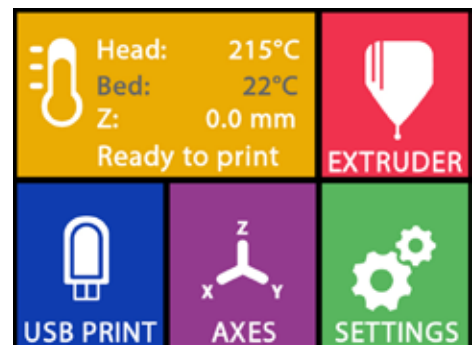 Head: 215°C
Bed: 22°C
Z: 0.0 mm
Ready to print
EXTRUDER
Z
X Y
USB PRINT
AXES
SETTINGS